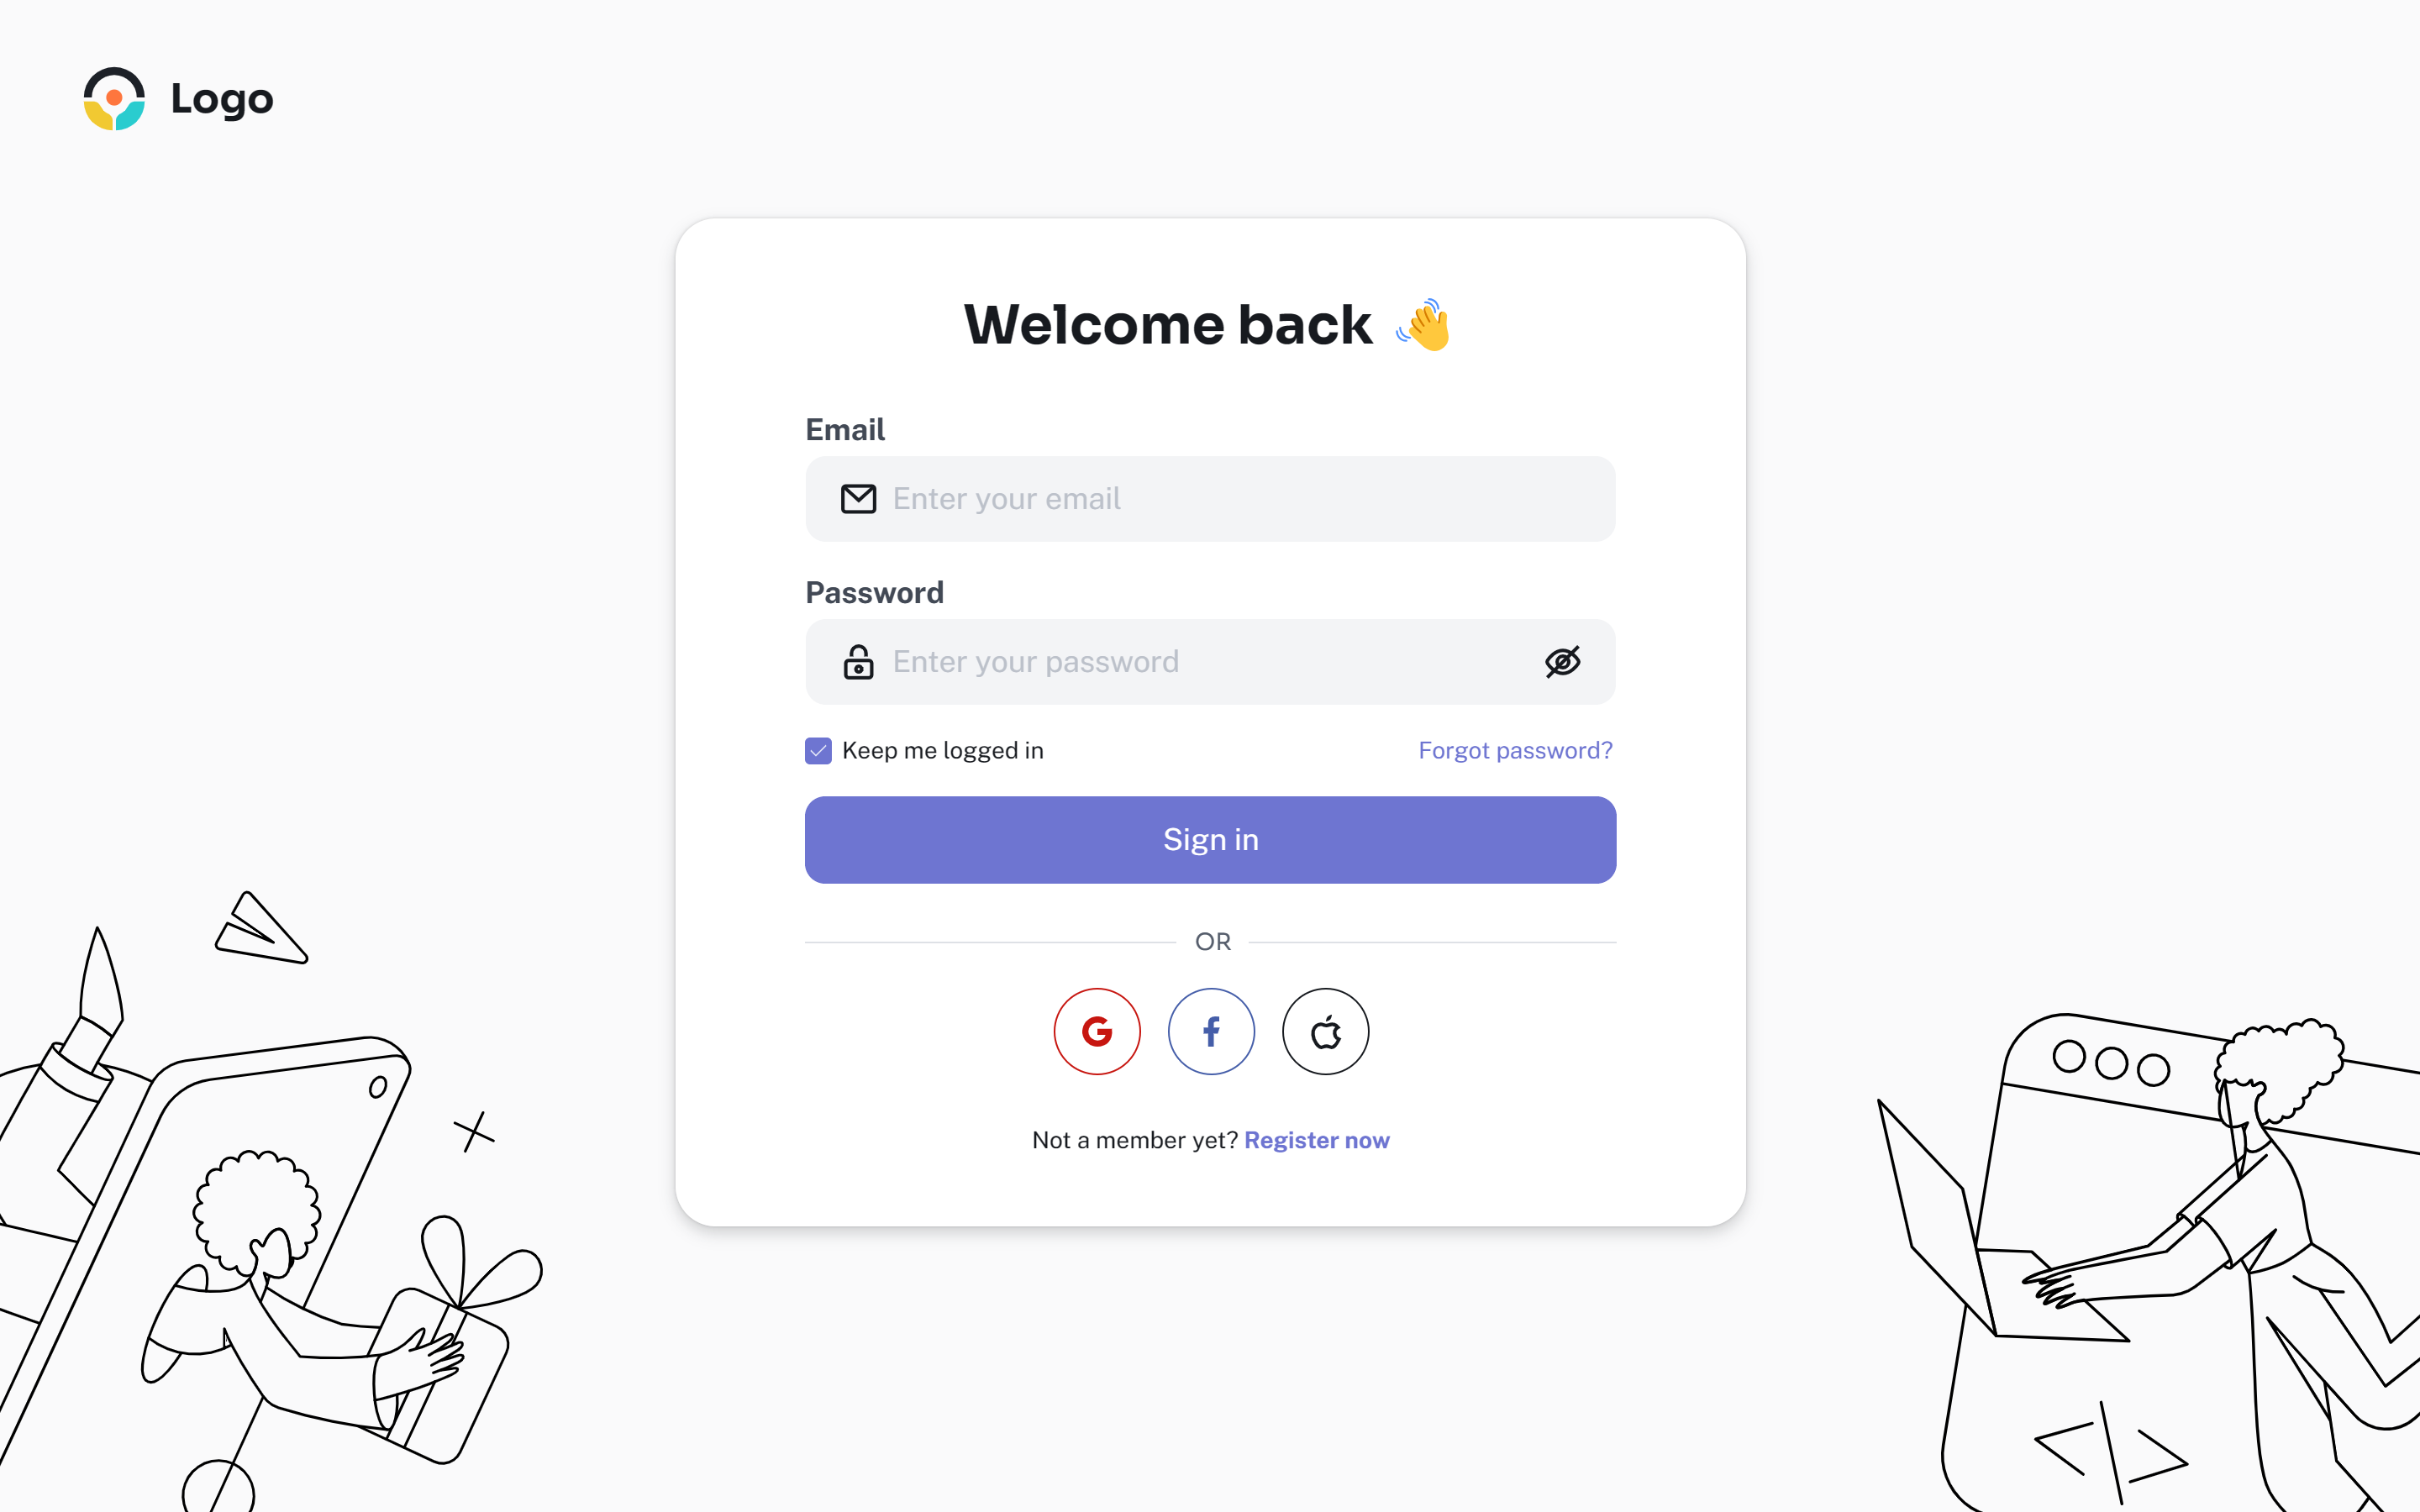 Logo
Welcome back 👋
Email
Enter your email
Password
Enter your password
Keep me logged in
Forgot password?
Sign in
OR
Not a member yet? Register now